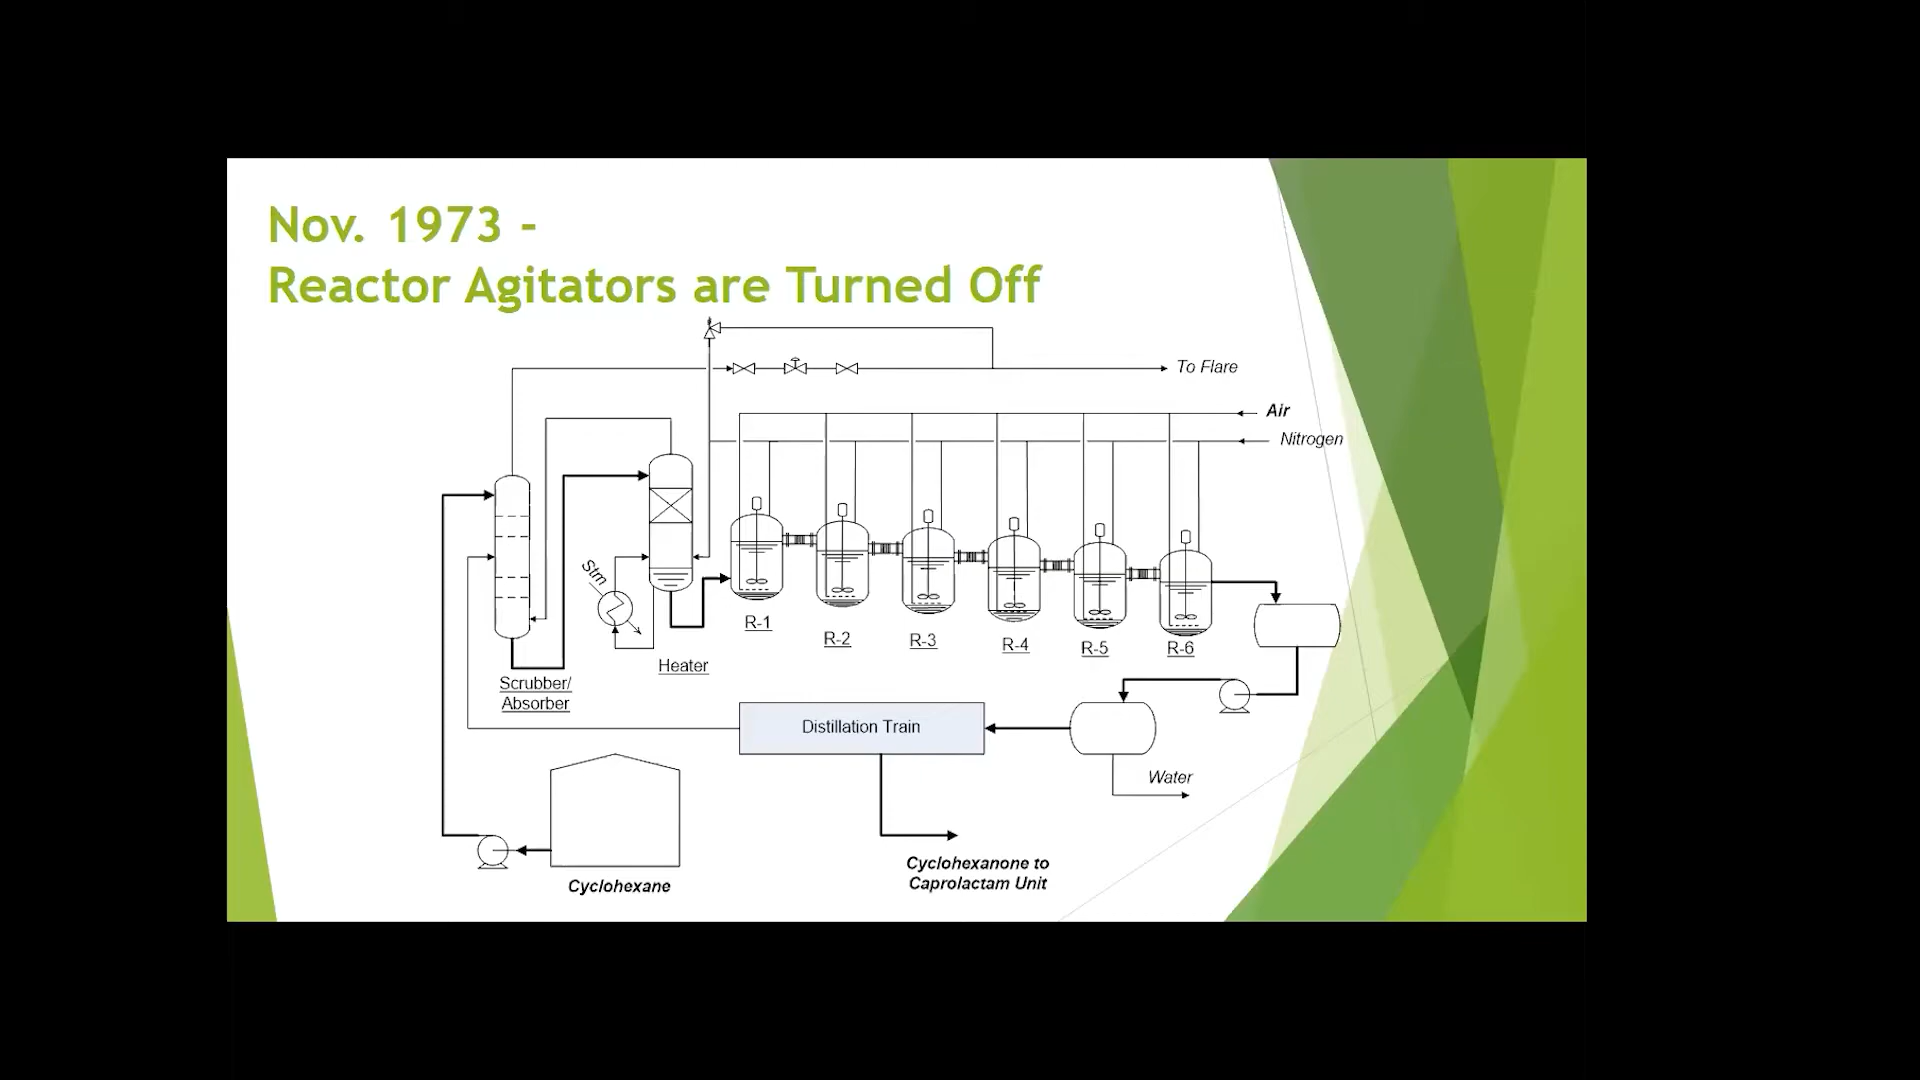 Nov. 1973 -
Reactor Agitators are Turned Off
To Flare
Air
Nitrogen
Stm
R-1
R-2
R-3
R-4
R-5
R-6
Heater
Scrubber/
Absorber
Distillation Train
Water
Cyclohexanone to
Caprolactam Unit
Cyclohexane